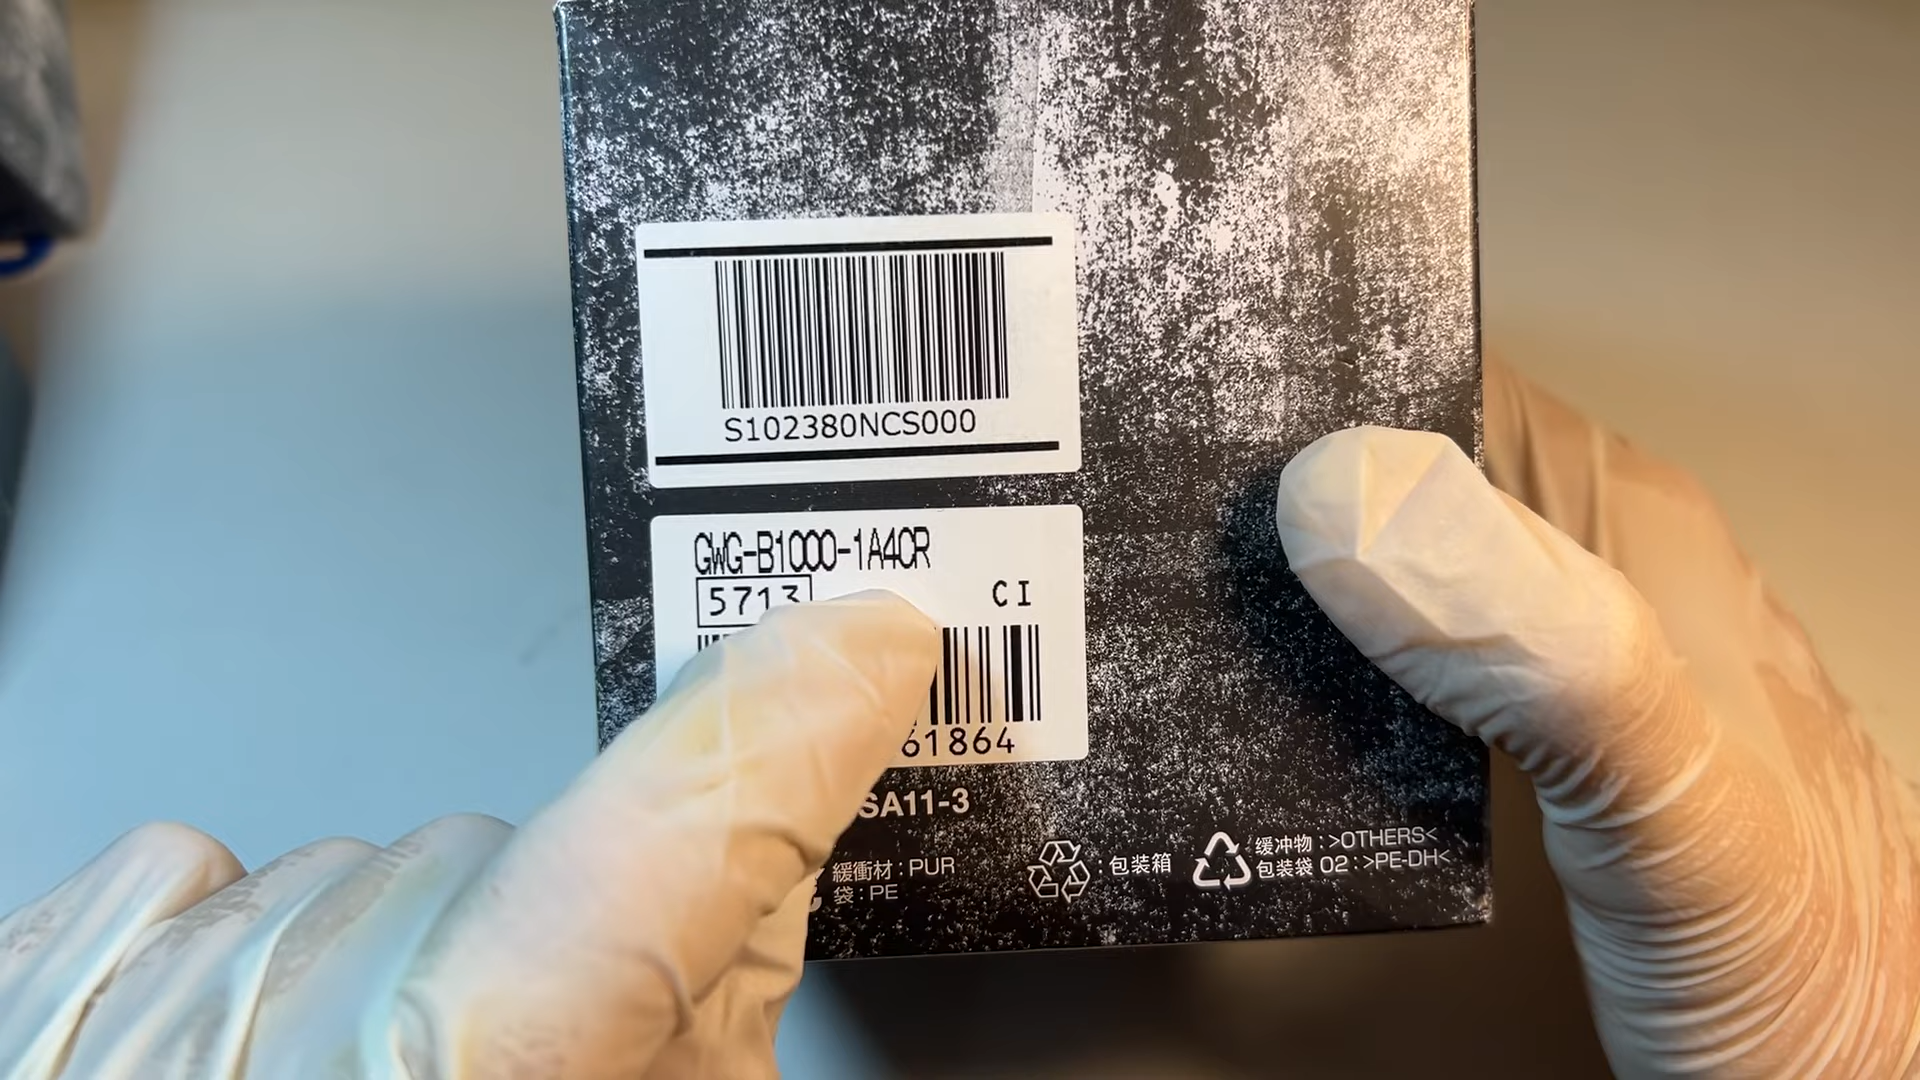 S102380NCS000
GWG-B1000-1A4CR
5713
CI
61864
SA11-3
緩衝材：PUR
袋：PE
：包装箱
缓冲物：>OTHERS<
包装袋 02：>PE-DH<